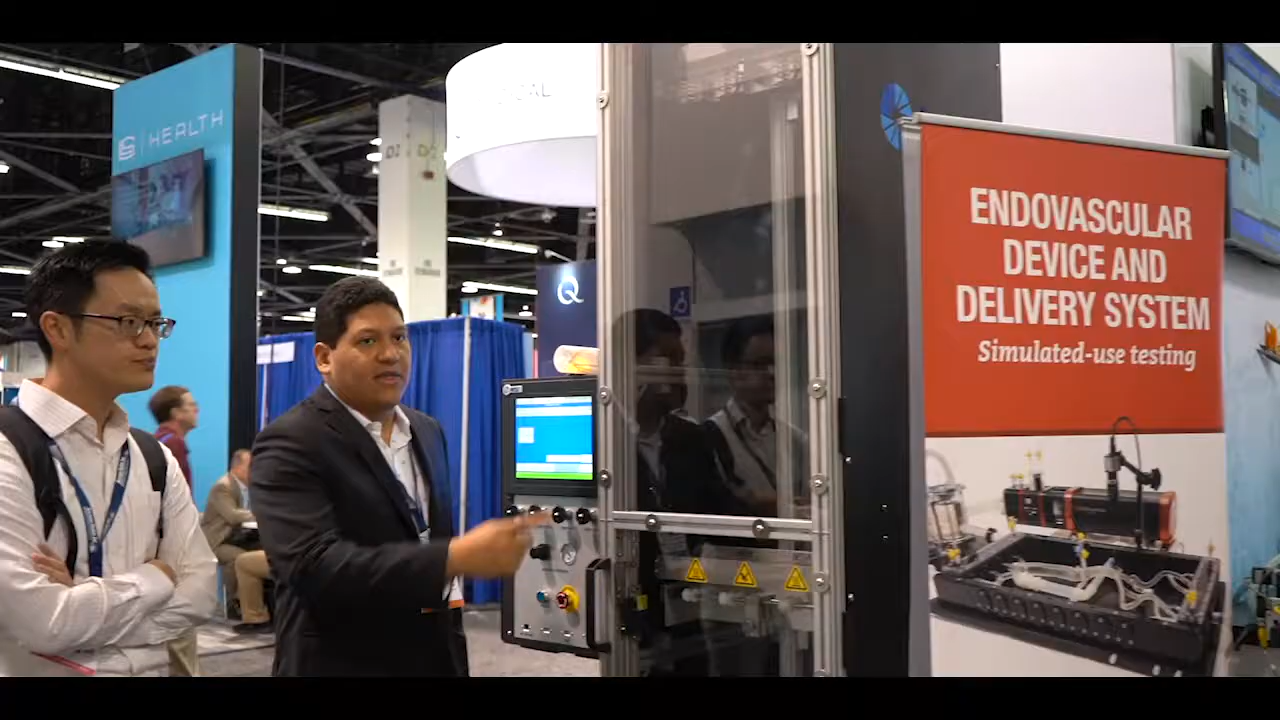 HEALTH
Q
ENDOVASCULAR
DEVICE AND
DELIVERY SYSTEM
Simulated-use testing